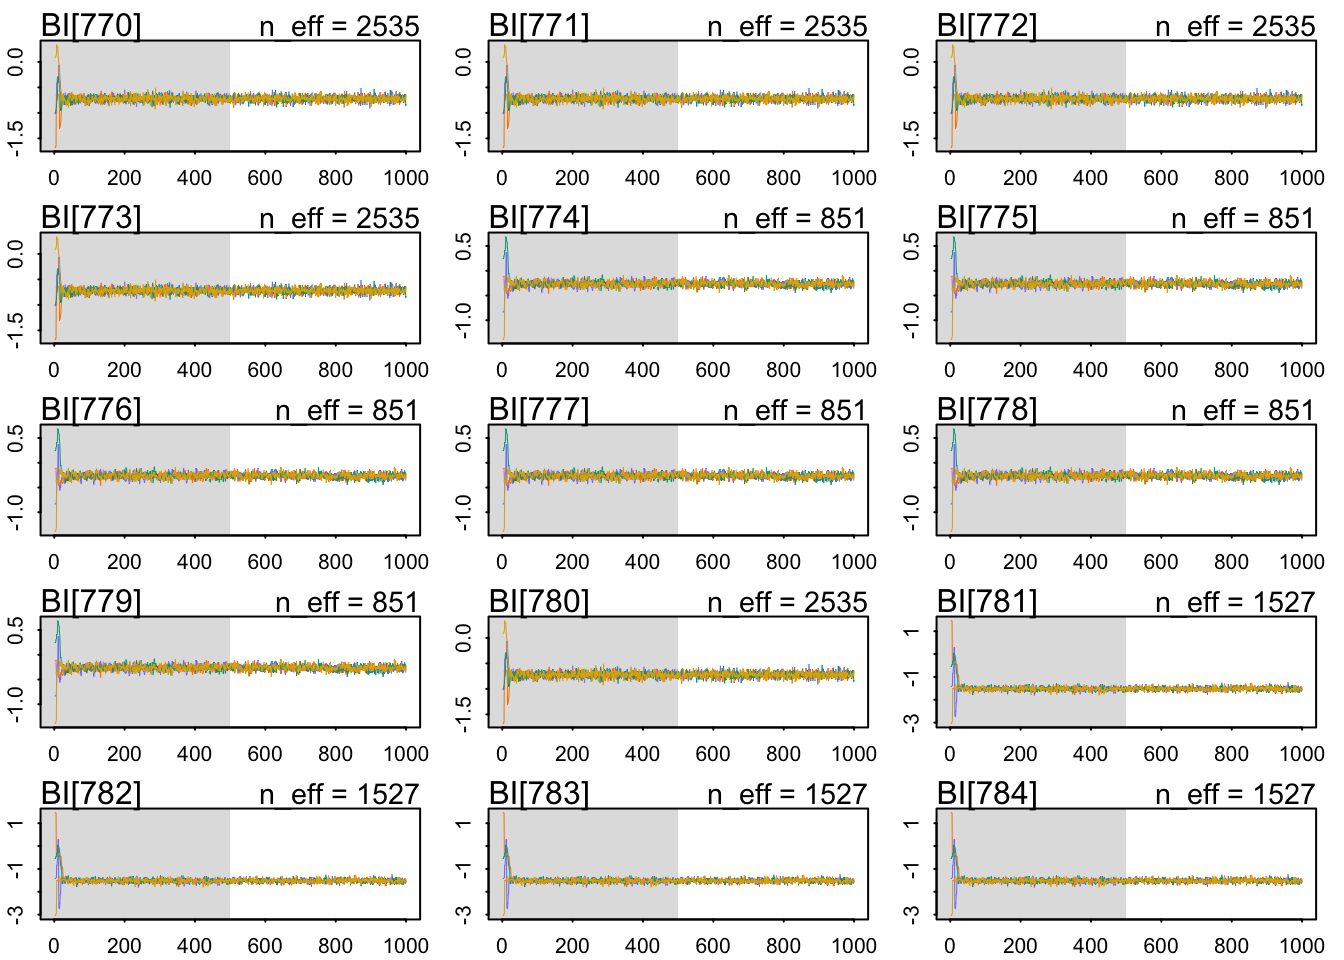 BI[770] n_eff = 2535 BI[771] n_eff = 2535 BI[772] n_eff = 2535
0.0 0.0 0.0
-1.5 -1.5 -1.5
0 200 400 600 800 1000 0 200 400 600 800 1000 0 200 400 600 800 1000
BI[773] n_eff = 2535 BI[774] n_eff = 851 BI[775] n_eff = 851
0.0 0.5 0.5
-1.5 -1.0 -1.0
0 200 400 600 800 1000 0 200 400 600 800 1000 0 200 400 600 800 1000
BI[776] n_eff = 851 BI[777] n_eff = 851 BI[778] n_eff = 851
0.5 0.5 0.5
-1.0 -1.0 -1.0
0 200 400 600 800 1000 0 200 400 600 800 1000 0 200 400 600 800 1000
BI[779] n_eff = 851 BI[780] n_eff = 2535 BI[781] n_eff = 1527
0.5 0.0 1
-1
-1.0 -1.5 -3
0 200 400 600 800 1000 0 200 400 600 800 1000 0 200 400 600 800 1000
BI[782] n_eff = 1527 BI[783] n_eff = 1527 BI[784] n_eff = 1527
1 1 1
-1 -1 -1
-3 -3 -3
0 200 400 600 800 1000 0 200 400 600 800 1000 0 200 400 600 800 1000